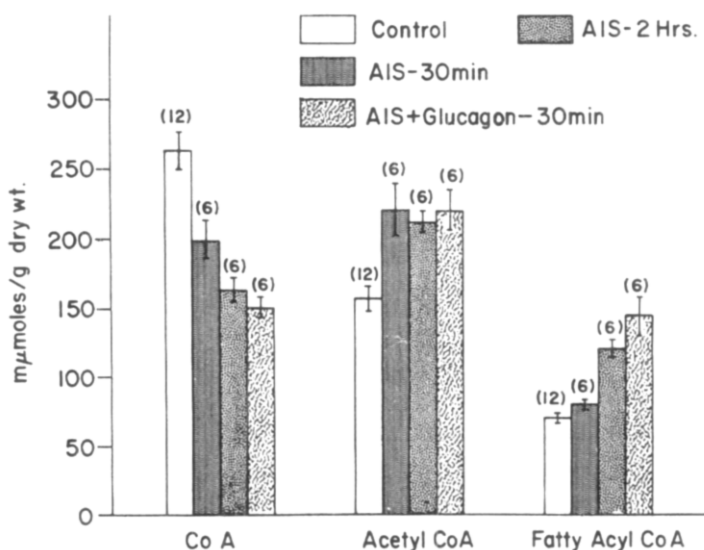 Control
AIS-2 Hrs.
AIS-30min
AIS+Glucagon-30min
mμmoles/g dry wt.
300
250
200
150
100
50
0
(12)
(6)
(6)
(6)
(12)
(6)
(6)
(6)
(12)
(6)
(6)
(6)
Co A
Acetyl CoA
Fatty Acyl CoA